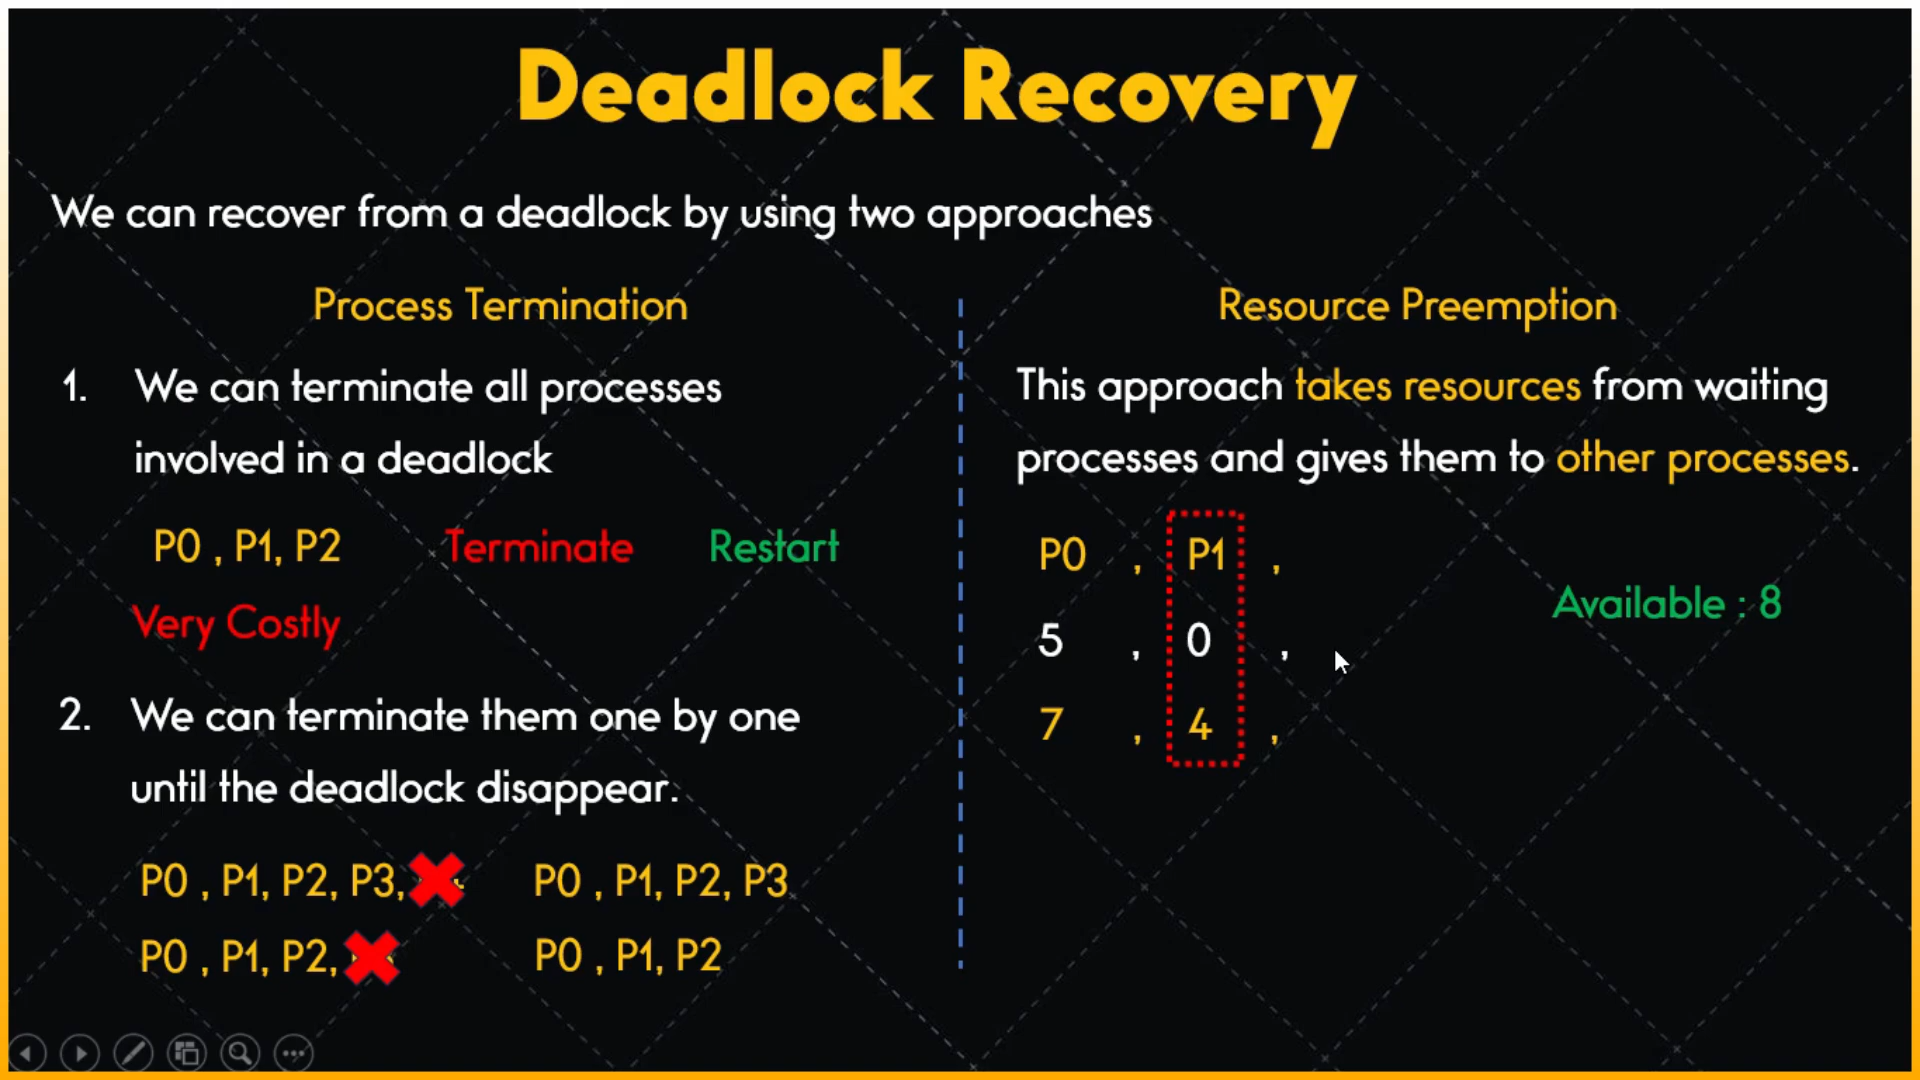 Deadlock Recovery
We can recover from a deadlock by using two approaches
Process Termination
1. We can terminate all processes
involved in a deadlock
P0 , P1, P2 Terminate Restart
Very Costly
2. We can terminate them one by one
until the deadlock disappear.
P0 , P1, P2, P3, P0 , P1, P2, P3
P0 , P1, P2, P0 , P1, P2
Resource Preemption
This approach takes resources from waiting
processes and gives them to other processes.
P0 , P1 ,
5 , 0 ,
7 , 4 ,
Available : 8